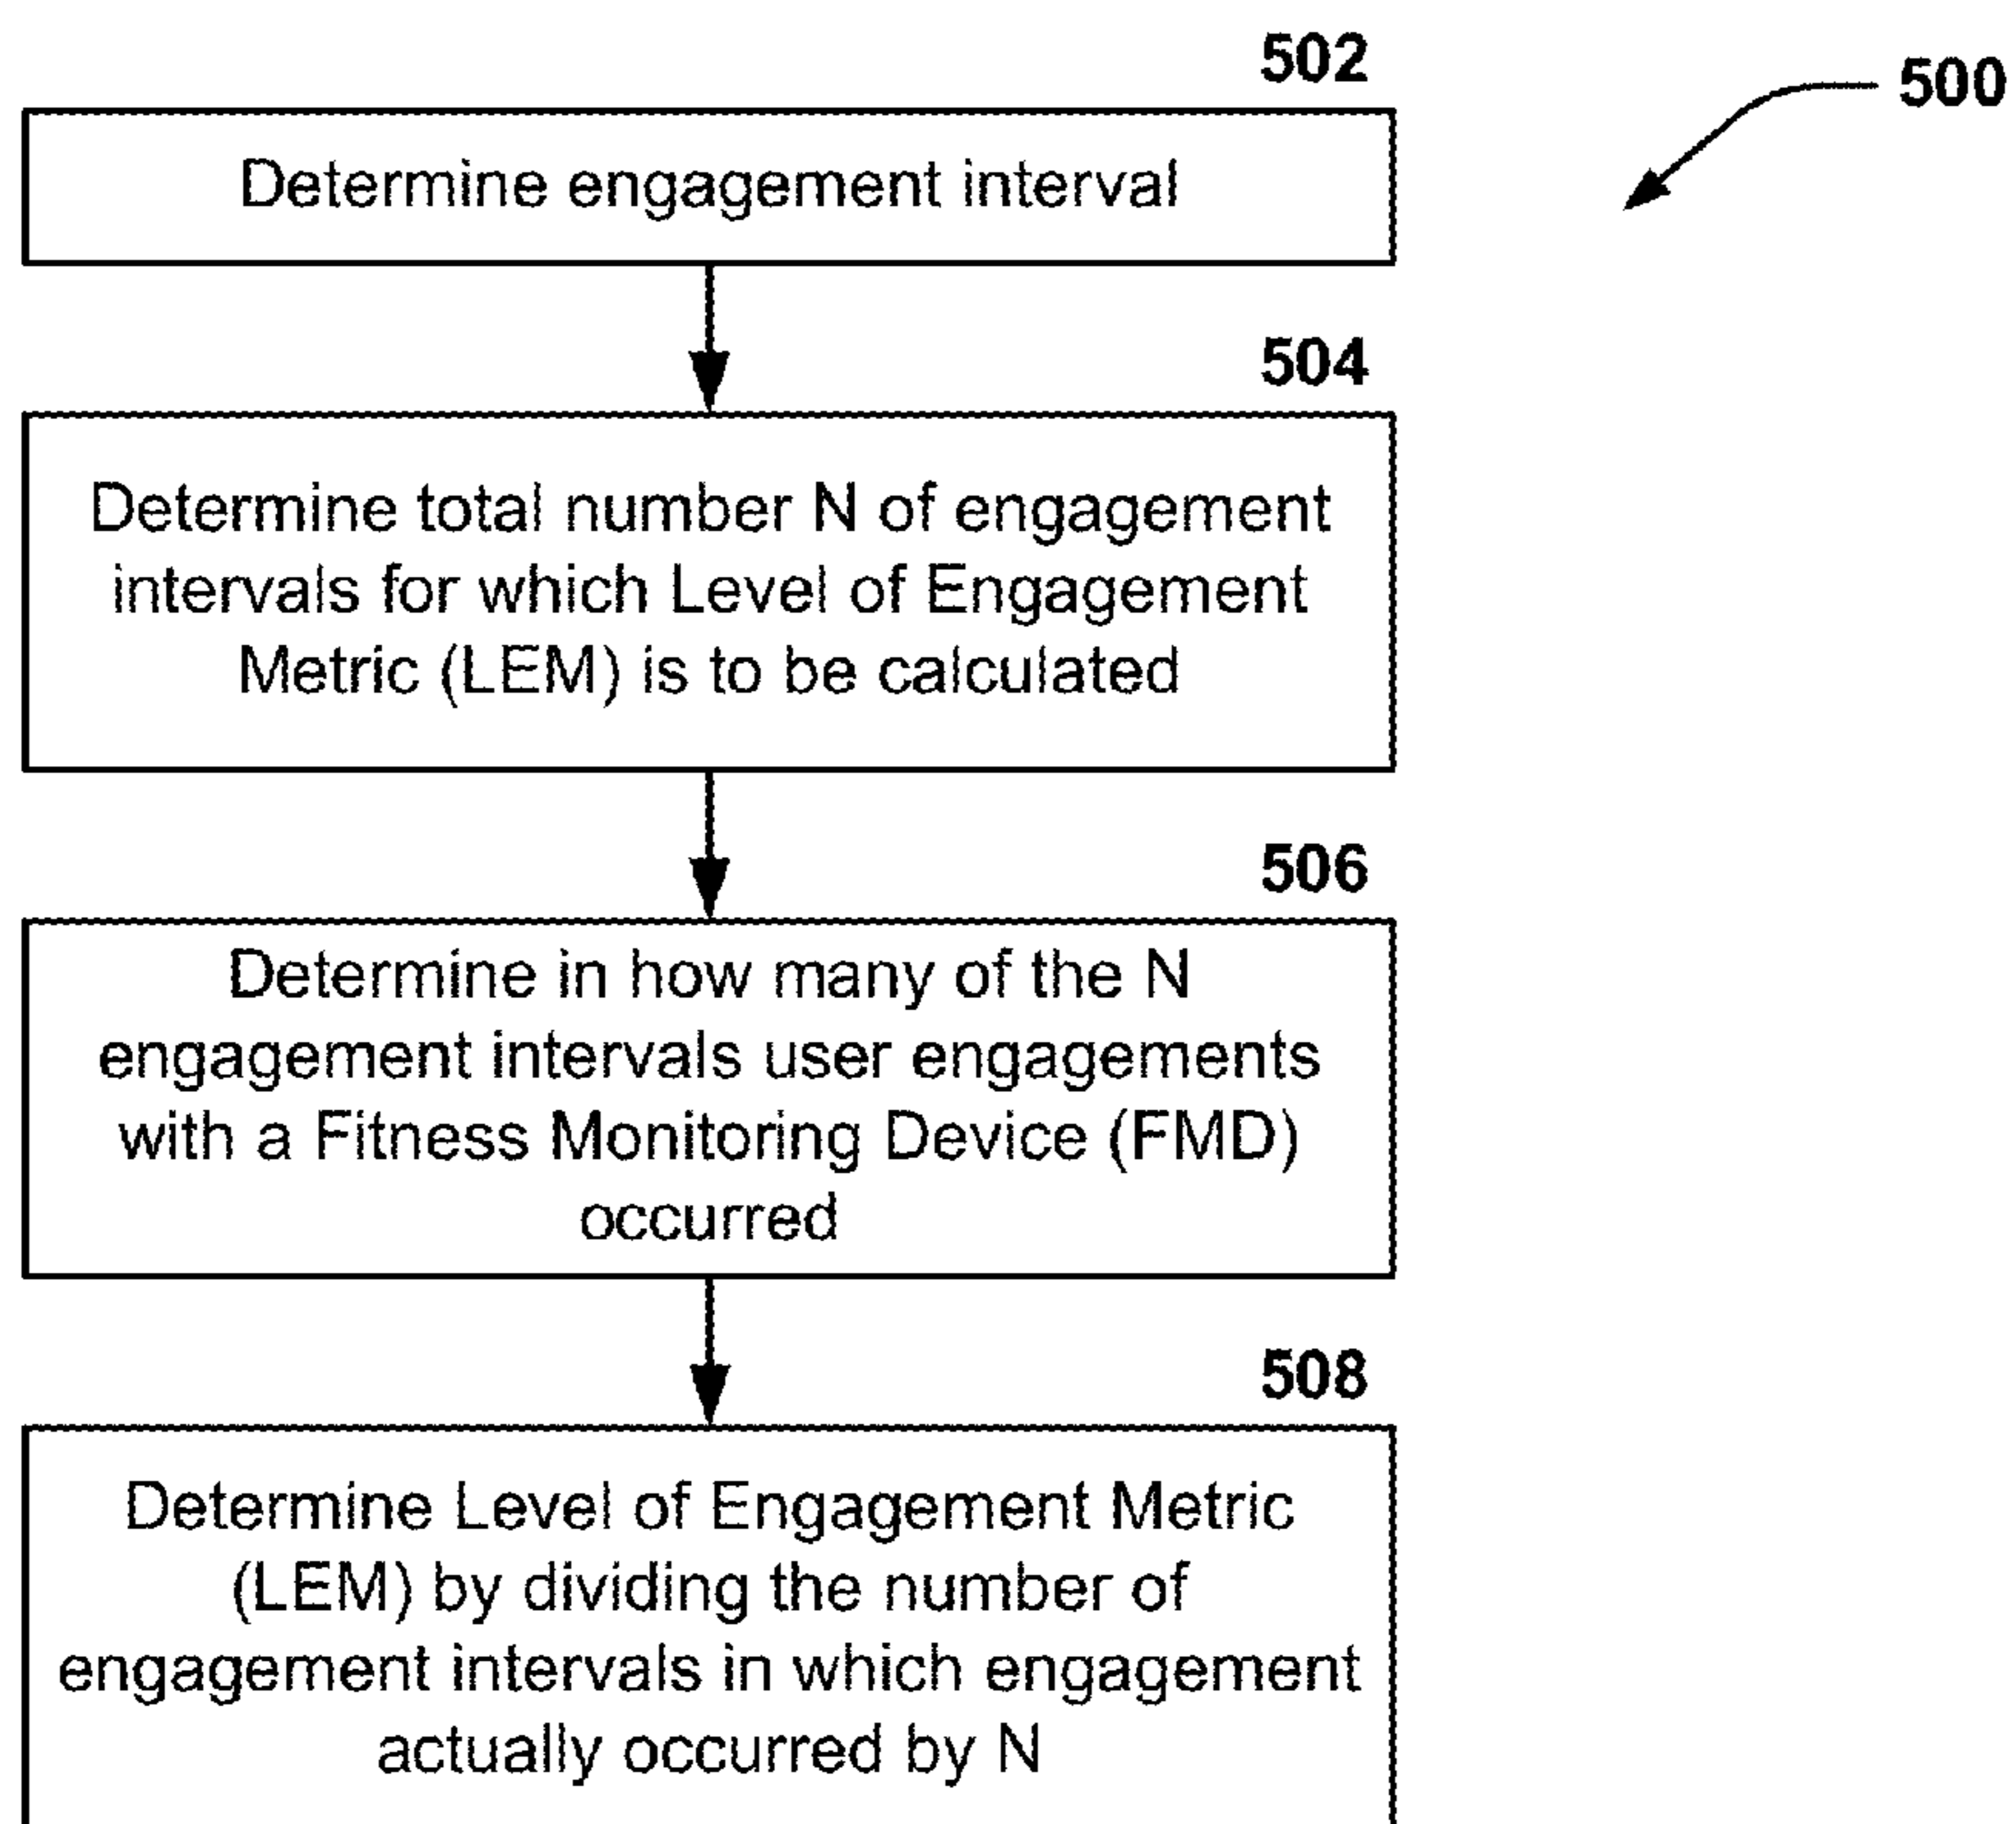 502
500
Determine engagement interval
504
Determine total number N of engagement
intervals for which Level of Engagement
Metric (LEM) is to be calculated
506
Determine in how many of the N
engagement intervals user engagements
with a Fitness Monitoring Device (FMD)
occurred
508
Determine Level of Engagement Metric
(LEM) by dividing the number of
engagement intervals in which engagement
actually occurred by N